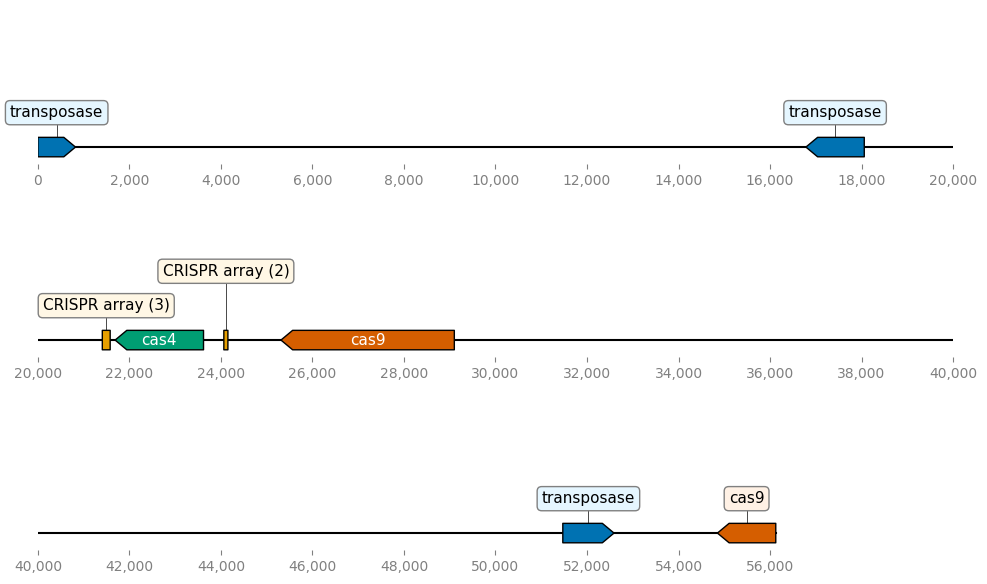 transposase transposase
0 2,000 4,000 6,000 8,000 10,000 12,000 14,000 16,000 18,000 20,000
CRISPR array (2)
CRISPR array (3)
cas4 cas9
20,000 22,000 24,000 26,000 28,000 30,000 32,000 34,000 36,000 38,000 40,000
transposase cas9
40,000 42,000 44,000 46,000 48,000 50,000 52,000 54,000 56,000